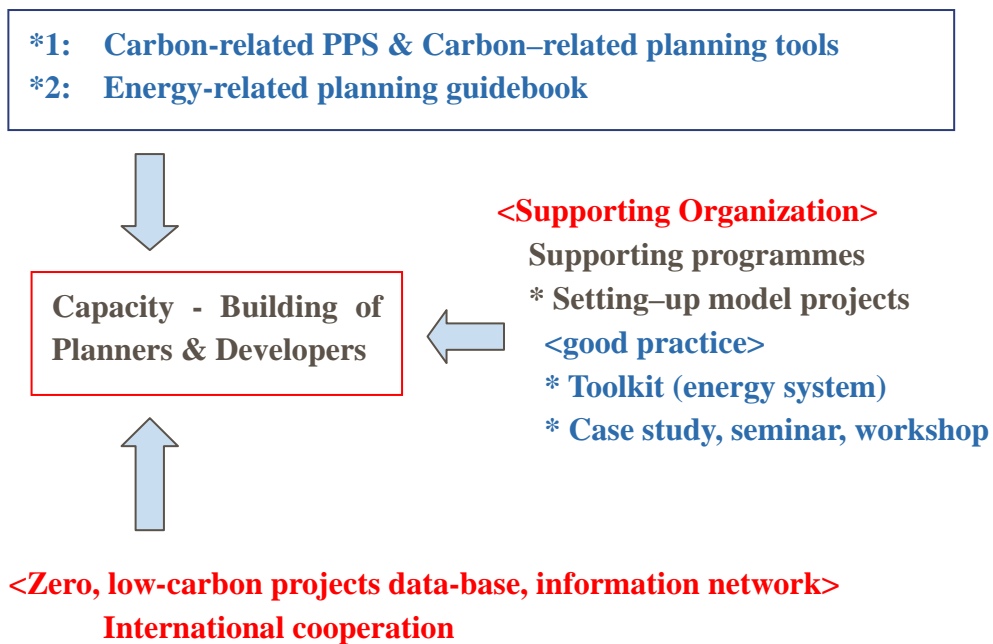 *1: Carbon-related PPS & Carbon–related planning tools
*2: Energy-related planning guidebook
<Supporting Organization>
Supporting programmes
* Setting–up model projects
<good practice>
* Toolkit (energy system)
* Case study, seminar, workshop
Capacity - Building of
Planners & Developers
<Zero, low-carbon projects data-base, information network>
International cooperation